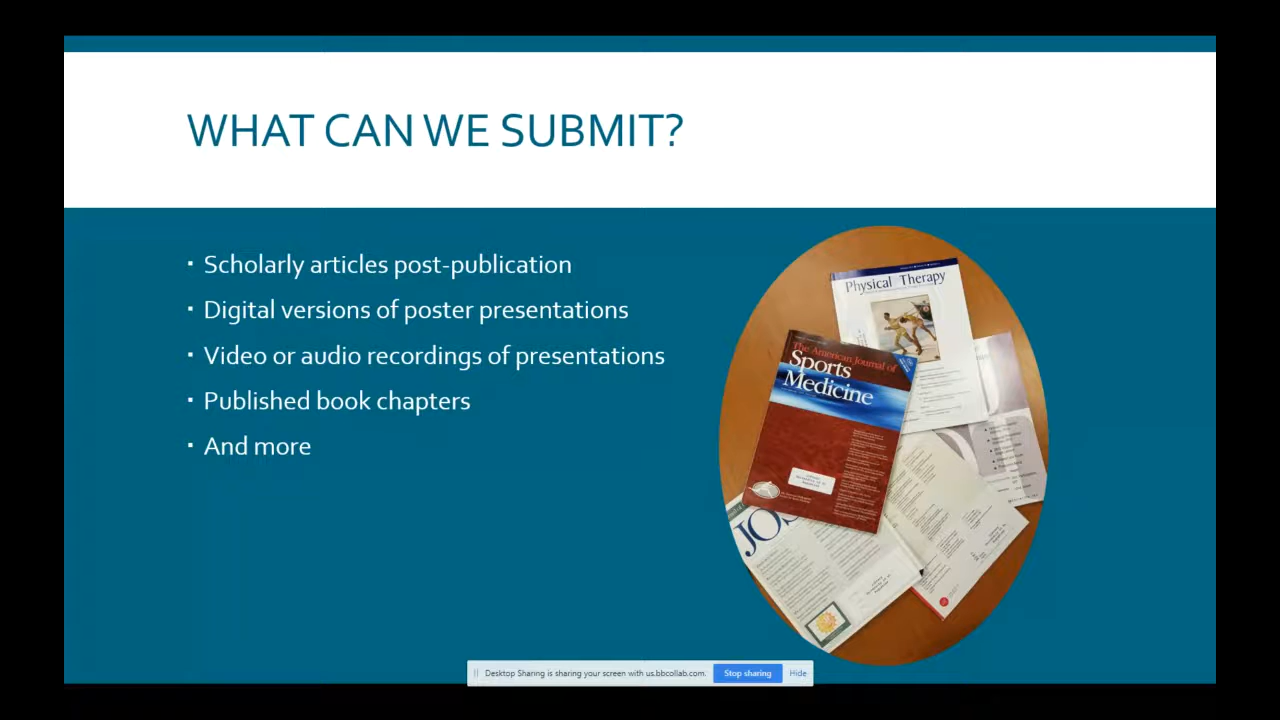 WHAT CAN WE SUBMIT?
▪ Scholarly articles post-publication
▪ Digital versions of poster presentations
▪ Video or audio recordings of presentations
▪ Published book chapters
▪ And more
Physical Therapy
The American Journal of
Sports
Medicine
JOS
Desktop Sharing is sharing your screen with us.bbcollab.com.
Stop sharing
Hide